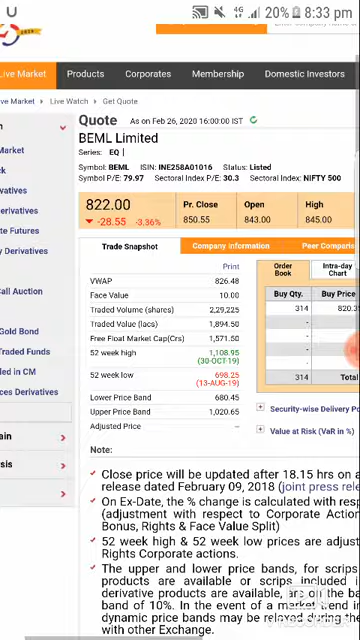 20% 8:33 pm
Live Market Products Corporates Membership Domestic Investors
Live Market > Live Watch > Get Quote
Quote As on Feb 26, 2020 16:00:00 IST
BEML Limited
Series: EQ |
Symbol: BEML ISIN: INE258A01016 Status: Listed
Symbol P/E: 79.97 Sectoral Index P/E: 30.3 Sectoral Index: NIFTY 500
822.00 Pr. Close Open High
-28.55 -3.36% 850.55 843.00 845.00
Trade Snapshot Company Information Peer Comparis
Print
VWAP 826.48
Face Value 10.00
Traded Volume (shares) 2,29,225
Traded Value (lacs) 1,894.50
Free Float Market Cap(Crs) 1,571.50
52 week high 1,108.95
(30-OCT-19)
52 week low 698.25
(13-AUG-19)
Lower Price Band 680.45
Upper Price Band 1,020.65
Adjusted Price -
Order Book Intra-day Chart
Buy Qty. Buy Price
314 820.3
314 Total
Security-wise Delivery Po
Value at Risk (VaR in %)
Note:
Close price will be updated after 18.15 hrs on a
release dated February 09, 2018 (joint press rele
On Ex-Date, the % change is calculated with resp
(adjustment with respect to Corporate Action
Bonus, Rights & Face Value Split)
52 week high & 52 week low prices are adjust
Rights Corporate actions.
The upper and lower price bands, for scrips
products are available or scrips included i
derivative products are available, is for the
band of 10%. In the event of a market end in
dynamic price bands may be relaxed during the
with other Exchange.
Market
erivatives
e Futures
y Derivatives
all Auction
Gold Bond
raded Funds
ed in CM
ces Derivatives
ain
sis